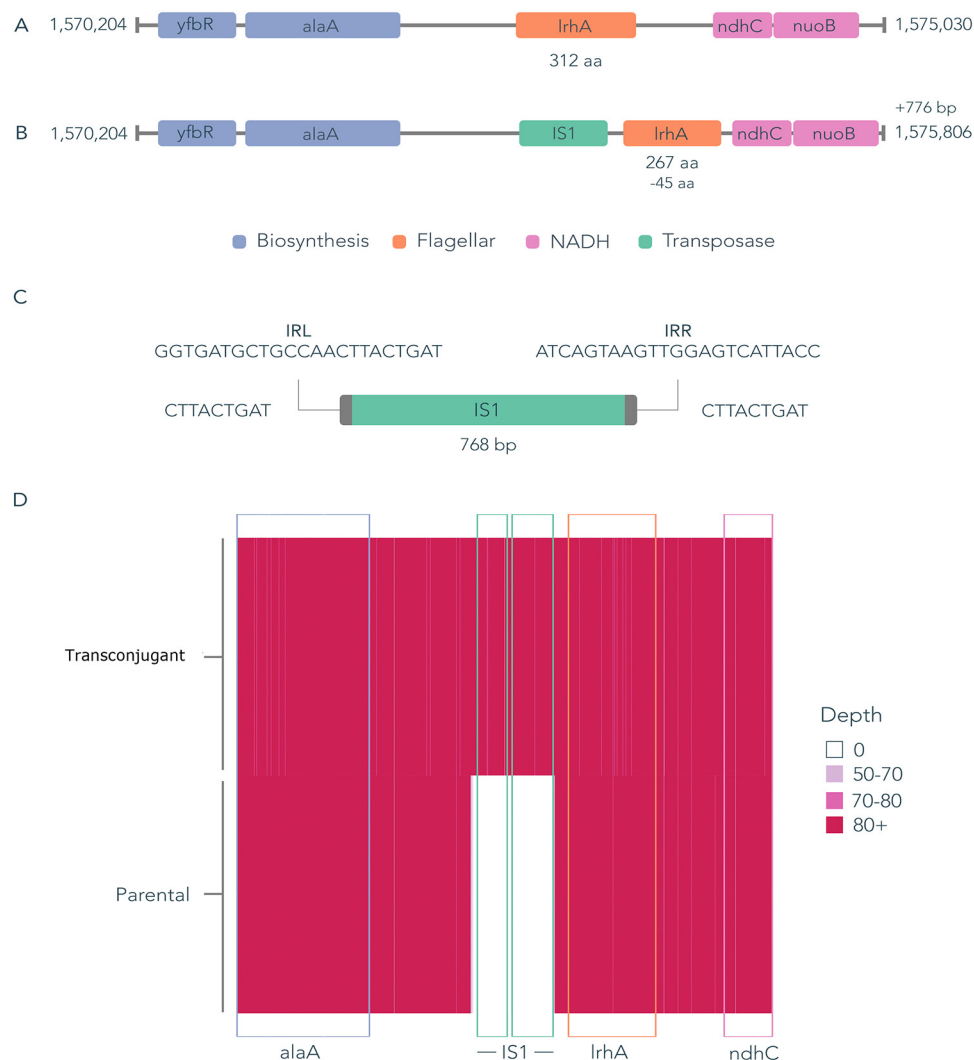 A
1,570,204
yfbR
alaA
lrhA
ndhC
nuoB
1,575,030
312 aa
+776 bp
B
1,570,204
yfbR
alaA
IS1
lrhA
ndhC
nuoB
1,575,806
267 aa
-45 aa
Biosynthesis
Flagellar
NADH
Transposase
C
IRL
IRR
GGTGATGCTGCCAACTTACTGAT
ATCAGTAAGTTGGAGTCATTACC
CTTACTGAT
IS1
CTTACTGAT
768 bp
D
Transconjugant
Parental
Depth
0
50-70
70-80
80+
alaA
IS1
lrhA
ndhC